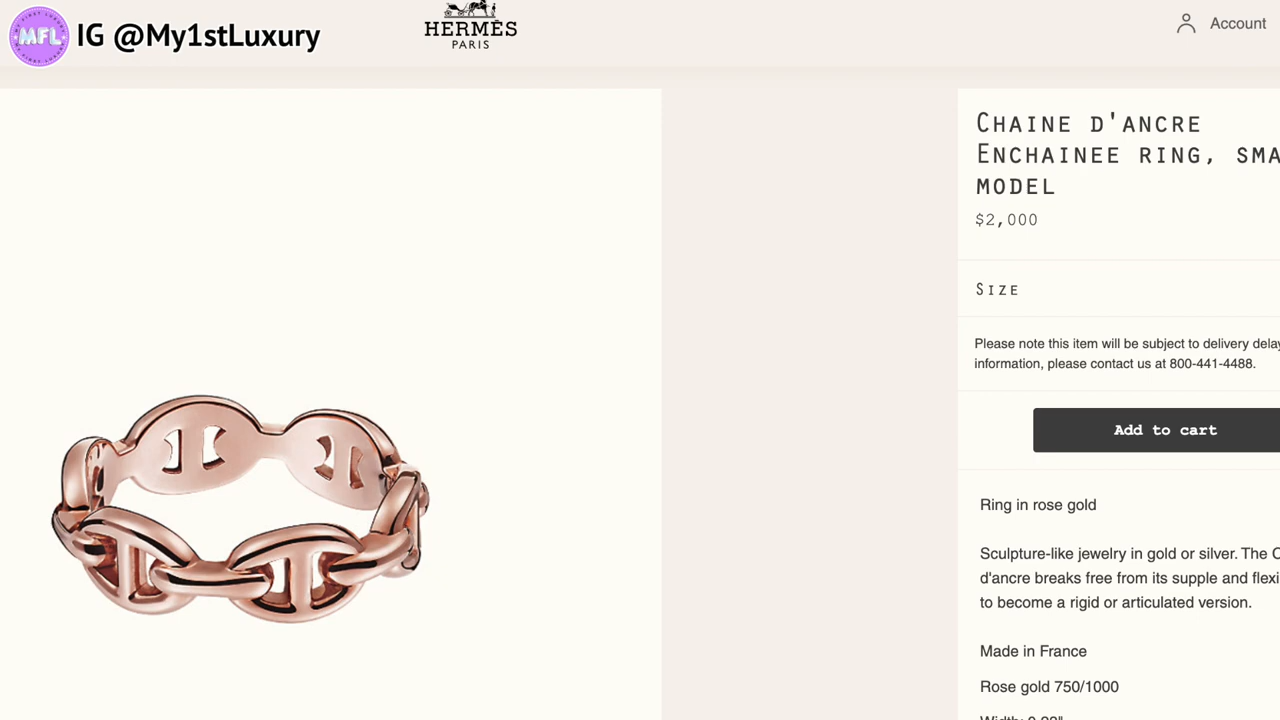 MFL
IG @My1stLuxury
HERMÈS
PARIS
Account
CHAINE D'ANCRE
ENCHAINEE RING, SMA
MODEL
$2,000
SIZE
Please note this item will be subject to delivery delay
information, please contact us at 800-441-4488.
Add to cart
Ring in rose gold
Sculpture-like jewelry in gold or silver. The C
d'ancre breaks free from its supple and flexi
to become a rigid or articulated version.
Made in France
Rose gold 750/1000